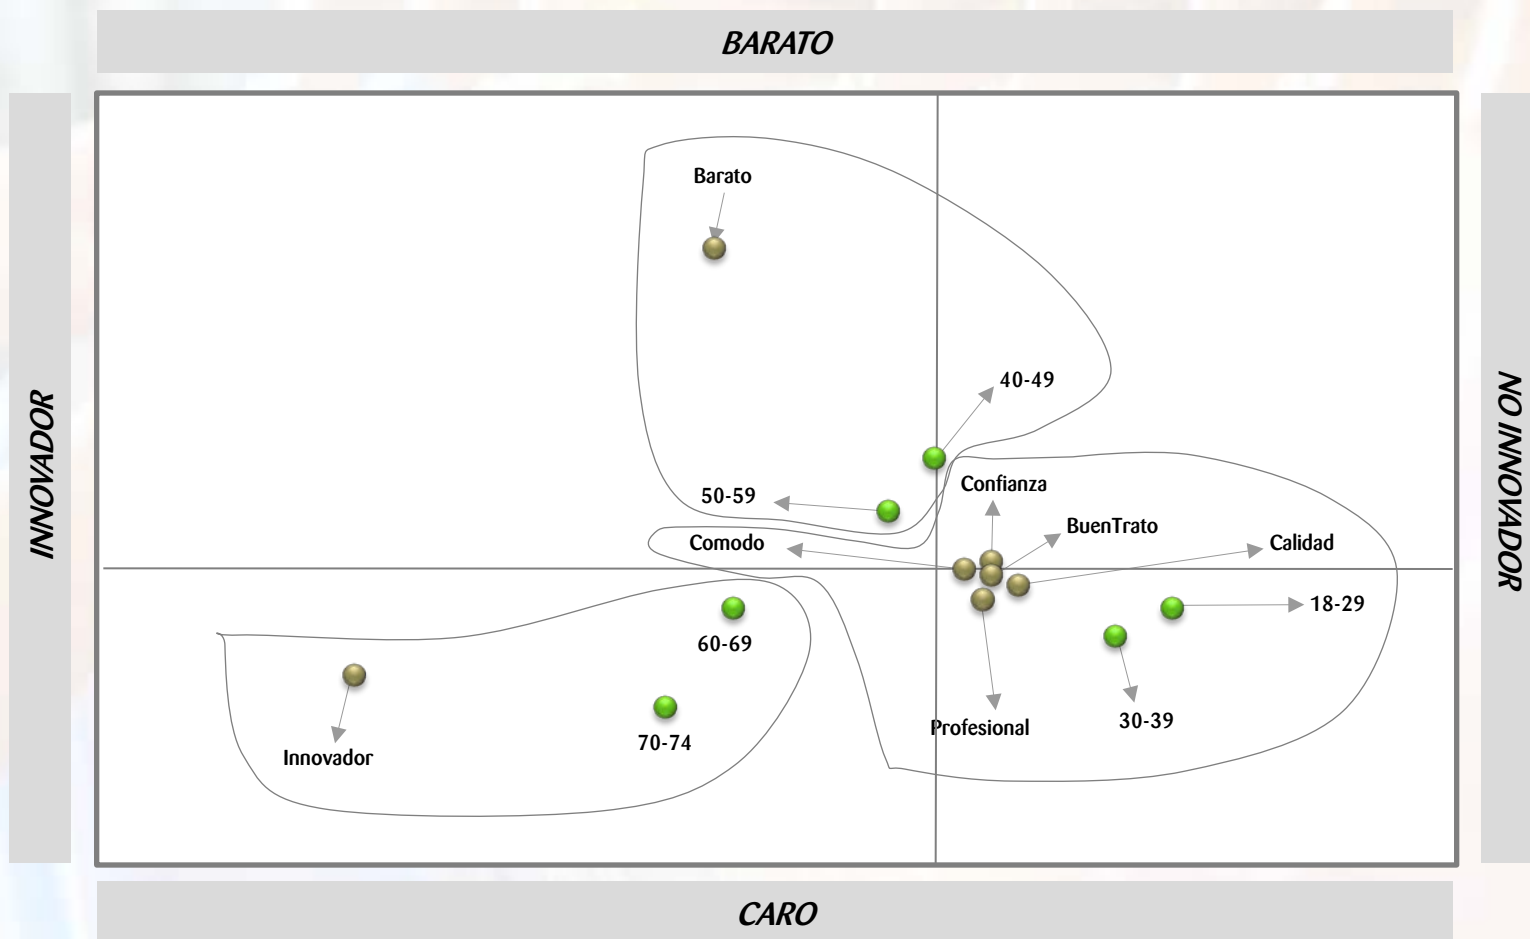 BARATO
INNOVADOR
NO INNOVADOR
Barato
40-49
50-59
Confianza
BuenTrato
Comodo
Calidad
18-29
60-69
30-39
Profesional
70-74
Innovador
CARO